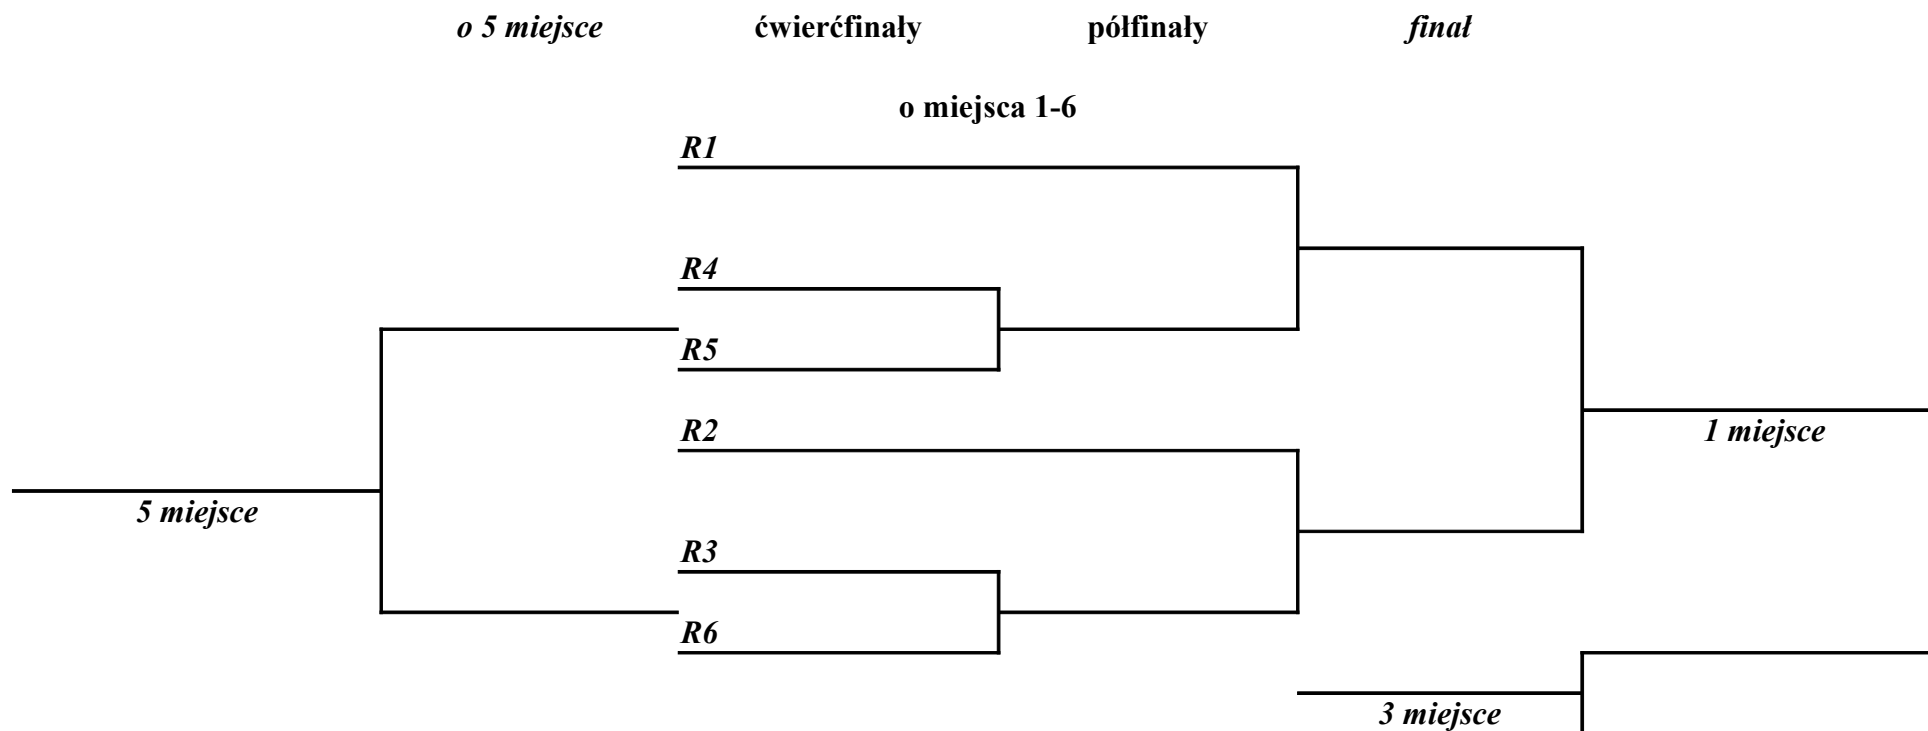 o 5 miejsce ćwierćfinały półfinały finał
o miejsca 1-6
R1
R4
R5
R2
1 miejsce
5 miejsce
R3
R6
3 miejsce